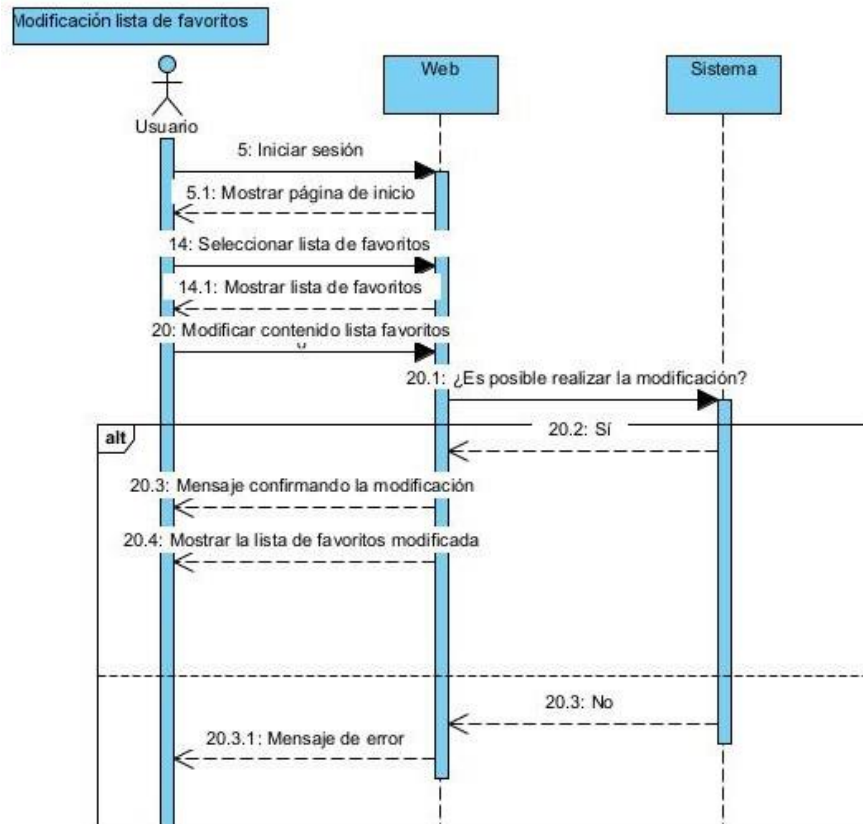 Modificación lista de favoritos
Web
Sistema
Usuario
5: Iniciar sesión
5.1: Mostrar página de inicio
14: Seleccionar lista de favoritos
14.1: Mostrar lista de favoritos
20: Modificar contenido lista favoritos
20.1: ¿Es posible realizar la modificación?
alt
20.2: Sí
20.3: Mensaje confirmando la modificación
20.4: Mostrar la lista de favoritos modificada
20.3: No
20.3.1: Mensaje de error